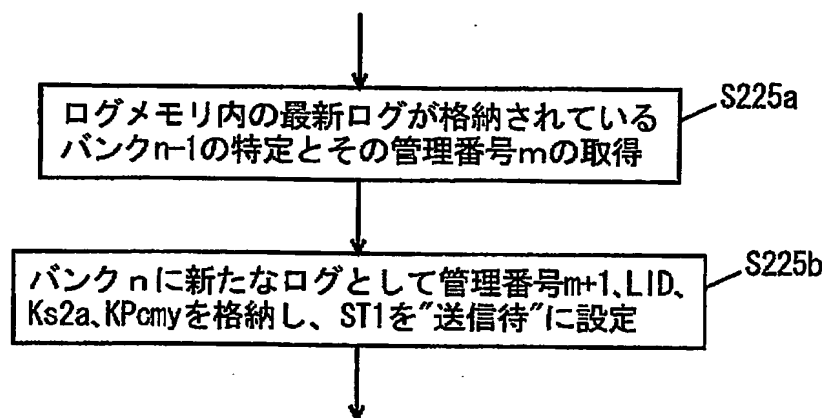 S225a
ログメモリ内の最新ログが格納されている
バンクn-1の特定とその管理番号mの取得
S225b
バンクnに新たなログとして管理番号m+1、LID、
Ks2a、KPcmyを格納し、ST1を"送信待"に設定